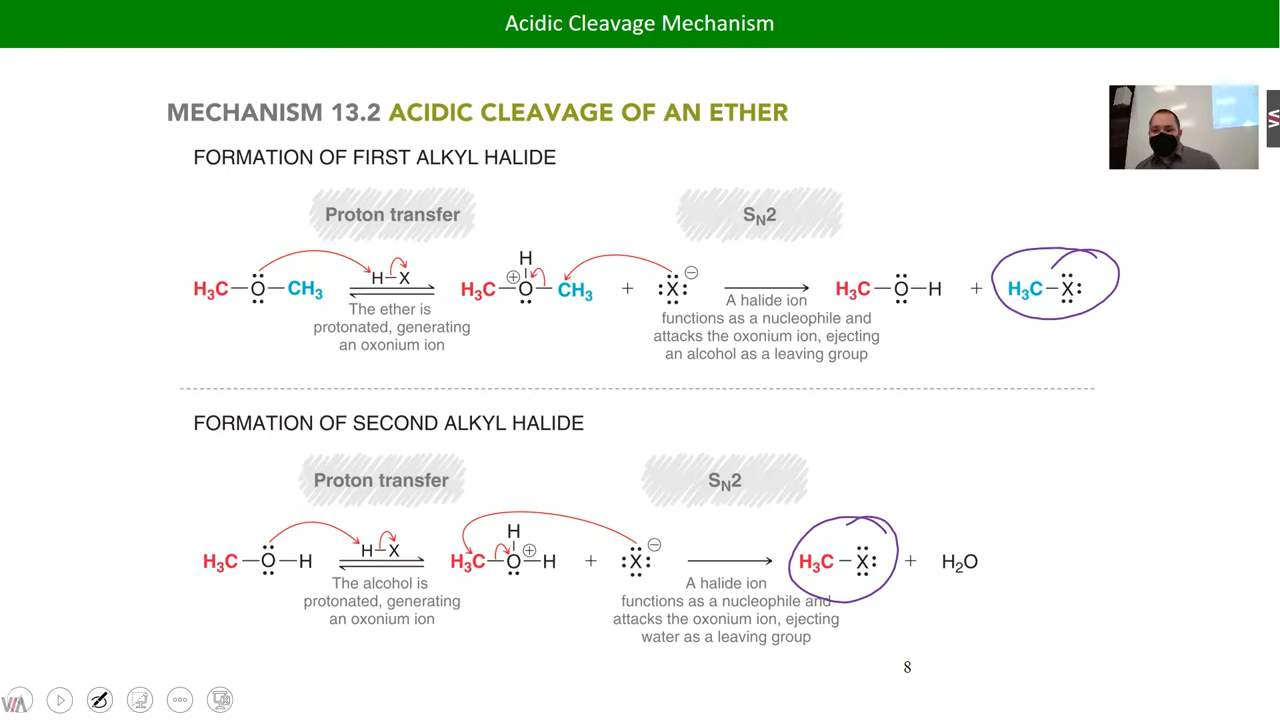 Acidic Cleavage Mechanism
MECHANISM 13.2 ACIDIC CLEAVAGE OF AN ETHER
FORMATION OF FIRST ALKYL HALIDE
Proton transfer
SN2
H3C—O—CH3
H—X
The ether is
protonated, generating
an oxonium ion
H
⊕
H3C—O—CH3
+
X
⊖
A halide ion
functions as a nucleophile and
attacks the oxonium ion, ejecting
an alcohol as a leaving group
H3C—O—H
+
H3C—X
FORMATION OF SECOND ALKYL HALIDE
Proton transfer
SN2
H3C—O—H
H—X
The alcohol is
protonated, generating
an oxonium ion
H
⊕
H3C—O—H
+
X
⊖
A halide ion
functions as a nucleophile and
attacks the oxonium ion, ejecting
water as a leaving group
H3C—X
+
H2O
8